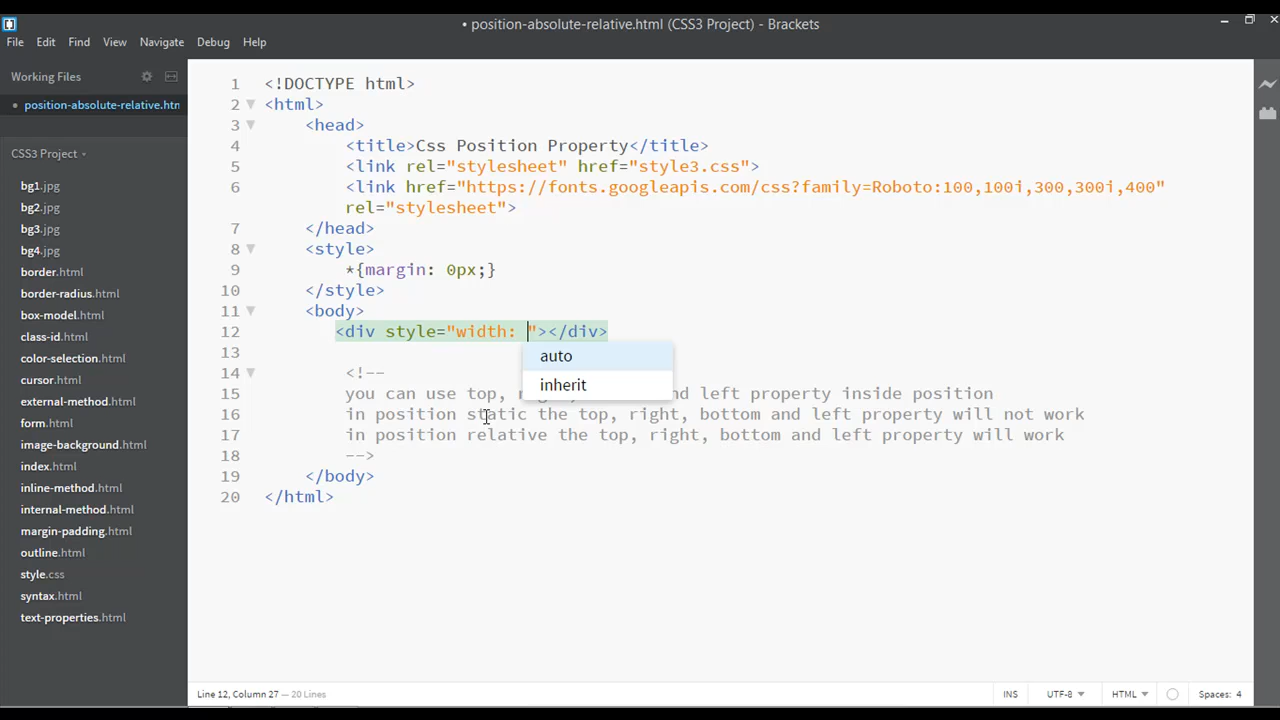 • position-absolute-relative.html (CSS3 Project) - Brackets
File Edit Find View Navigate Debug Help
Working Files
• position-absolute-relative.htm
CSS3 Project
bg1.jpg
bg2.jpg
bg3.jpg
bg4.jpg
border.html
border-radius.html
box-model.html
class-id.html
color-selection.html
cursor.html
external-method.html
form.html
image-background.html
index.html
inline-method.html
internal-method.html
margin-padding.html
outline.html
style.css
syntax.html
text-properties.html
1 <!DOCTYPE html>
2 <html>
3 <head>
4 <title>Css Position Property</title>
5 <link rel="stylesheet" href="style3.css">
6 <link href="https://fonts.googleapis.com/css?family=Roboto:100,100i,300,300i,400"
rel="stylesheet">
7 </head>
8 <style>
9 *{margin: 0px;}
10 </style>
11 <body>
12 <div style="width: "></div>
auto
inherit
13
14 <!--
15 you can use top, left property inside position
16 in position static the top, right, bottom and left property will not work
17 in position relative the top, right, bottom and left property will work
18 -->
19 </body>
20 </html>
Line 12, Column 27 — 20 Lines
INS UTF-8 HTML Spaces: 4